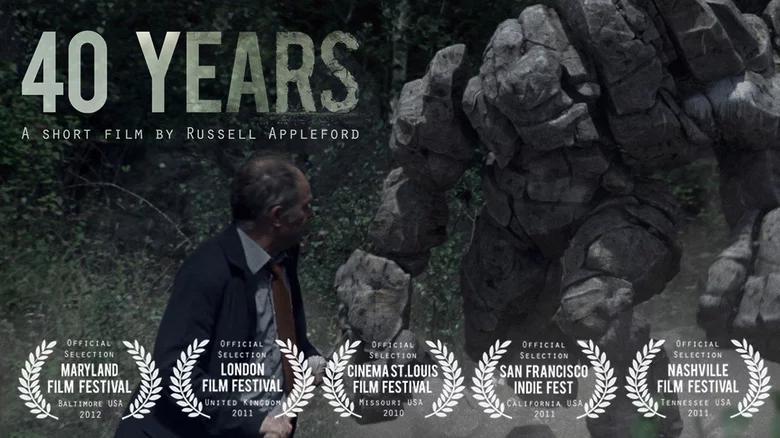 40 YEARS
A SHORT FILM BY RUSSELL APPLEFORD
OFFICIAL
SELECTION
MARYLAND
FILM FESTIVAL
BALTIMORE USA
2012
OFFICIAL
SELECTION
LONDON
FILM FESTIVAL
UNITED KINGDOM
2011
OFFICIAL
SELECTION
CINEMA ST. LOUIS
FILM FESTIVAL
MISSOURI USA
2010
OFFICIAL
SELECTION
SAN FRANCISCO
INDIE FEST
CALIFORNIA USA
2011
OFFICIAL
SELECTION
NASHVILLE
FILM FESTIVAL
TENNESSEE USA
2011